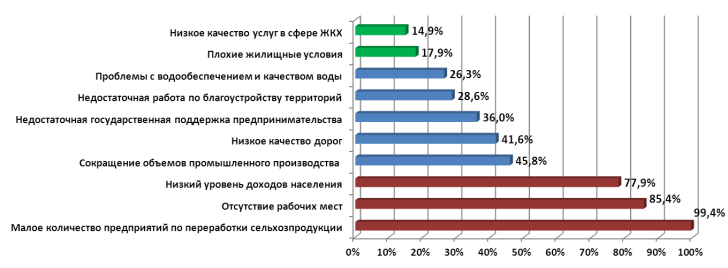 Низкое качество услуг в сфере ЖКХ 14,9%
Плохие жилищные условия 17,9%
Проблемы с водообеспечением и качеством воды 26,3%
Недостаточная работа по благоустройству территорий 28,6%
Недостаточная государственная поддержка предпринимательства 36,0%
Низкое качество дорог 41,6%
Сокращение объемов промышленного производства 45,8%
Низкий уровень доходов населения 77,9%
Отсутствие рабочих мест 85,4%
Малое количество предприятий по переработки сельхозпродукции 99,4%
0% 10% 20% 30% 40% 50% 60% 70% 80% 90% 100%